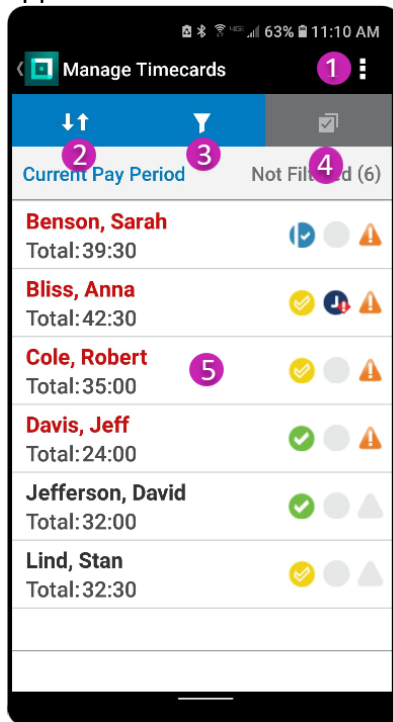 63% 11:10 AM
Manage Timecards
1
2
3
4
Current Pay Period
Not Filtered (6)
Benson, Sarah
Total:39:30
Bliss, Anna
Total:42:30
Cole, Robert
Total:35:00
5
Davis, Jeff
Total:24:00
Jefferson, David
Total:32:00
Lind, Stan
Total:32:30